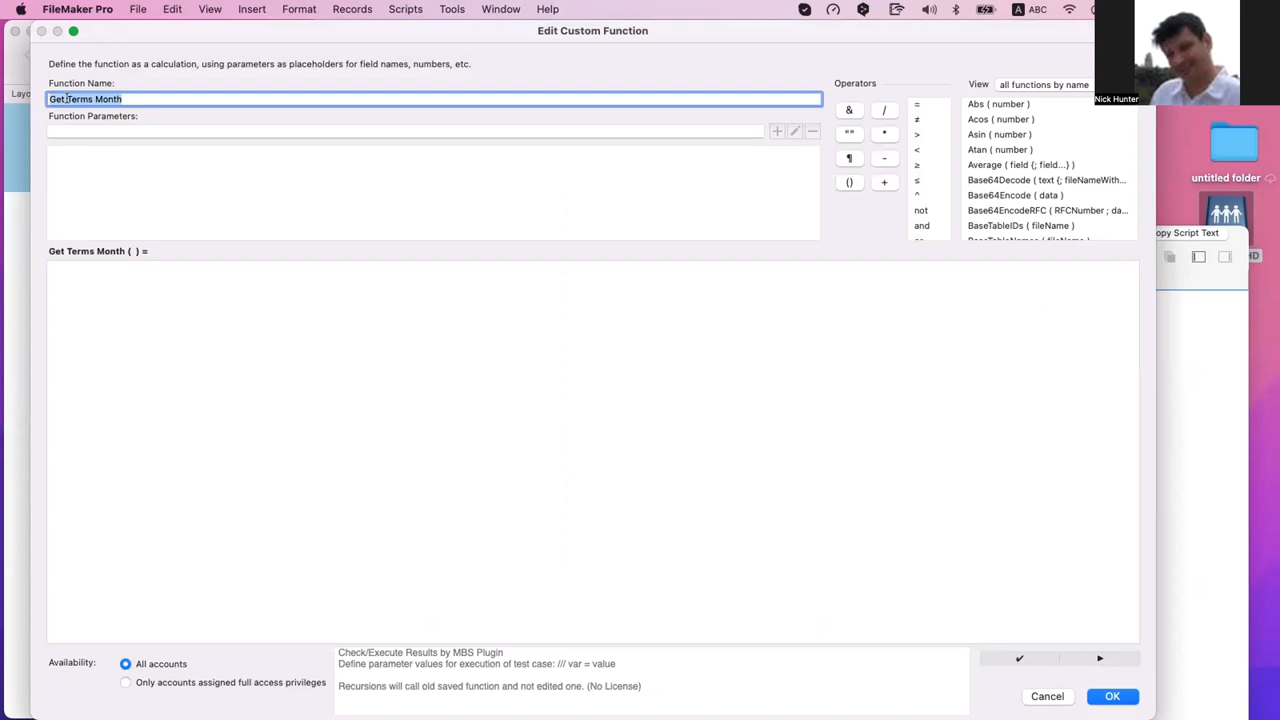 FileMaker Pro File Edit View Insert Format Records Scripts Tools Window Help A ABC
Edit Custom Function
Define the function as a calculation, using parameters as placeholders for field names, numbers, etc.
Function Name:
Get Terms Month
Function Parameters:
Get Terms Month ( ) =
Operators
& /
"" *
¶ -
() +
=
≠
>
<
≥
≤
^
not
and
View all functions by name
Abs ( number )
Acos ( number )
Asin ( number )
Atan ( number )
Average ( field {; field...} )
Base64Decode ( text {; fileNameWith...
Base64Encode ( data )
Base64EncodeRFC ( RFCNumber ; da...
BaseTableIDs ( fileName )
BaseTableNames ( fileName )
Nick Hunter
untitled folder
opy Script Text
HD
Layo
Availability:
All accounts
Only accounts assigned full access privileges
Check/Execute Results by MBS Plugin
Define parameter values for execution of test case: /// var = value
Recursions will call old saved function and not edited one. (No License)
Cancel
OK